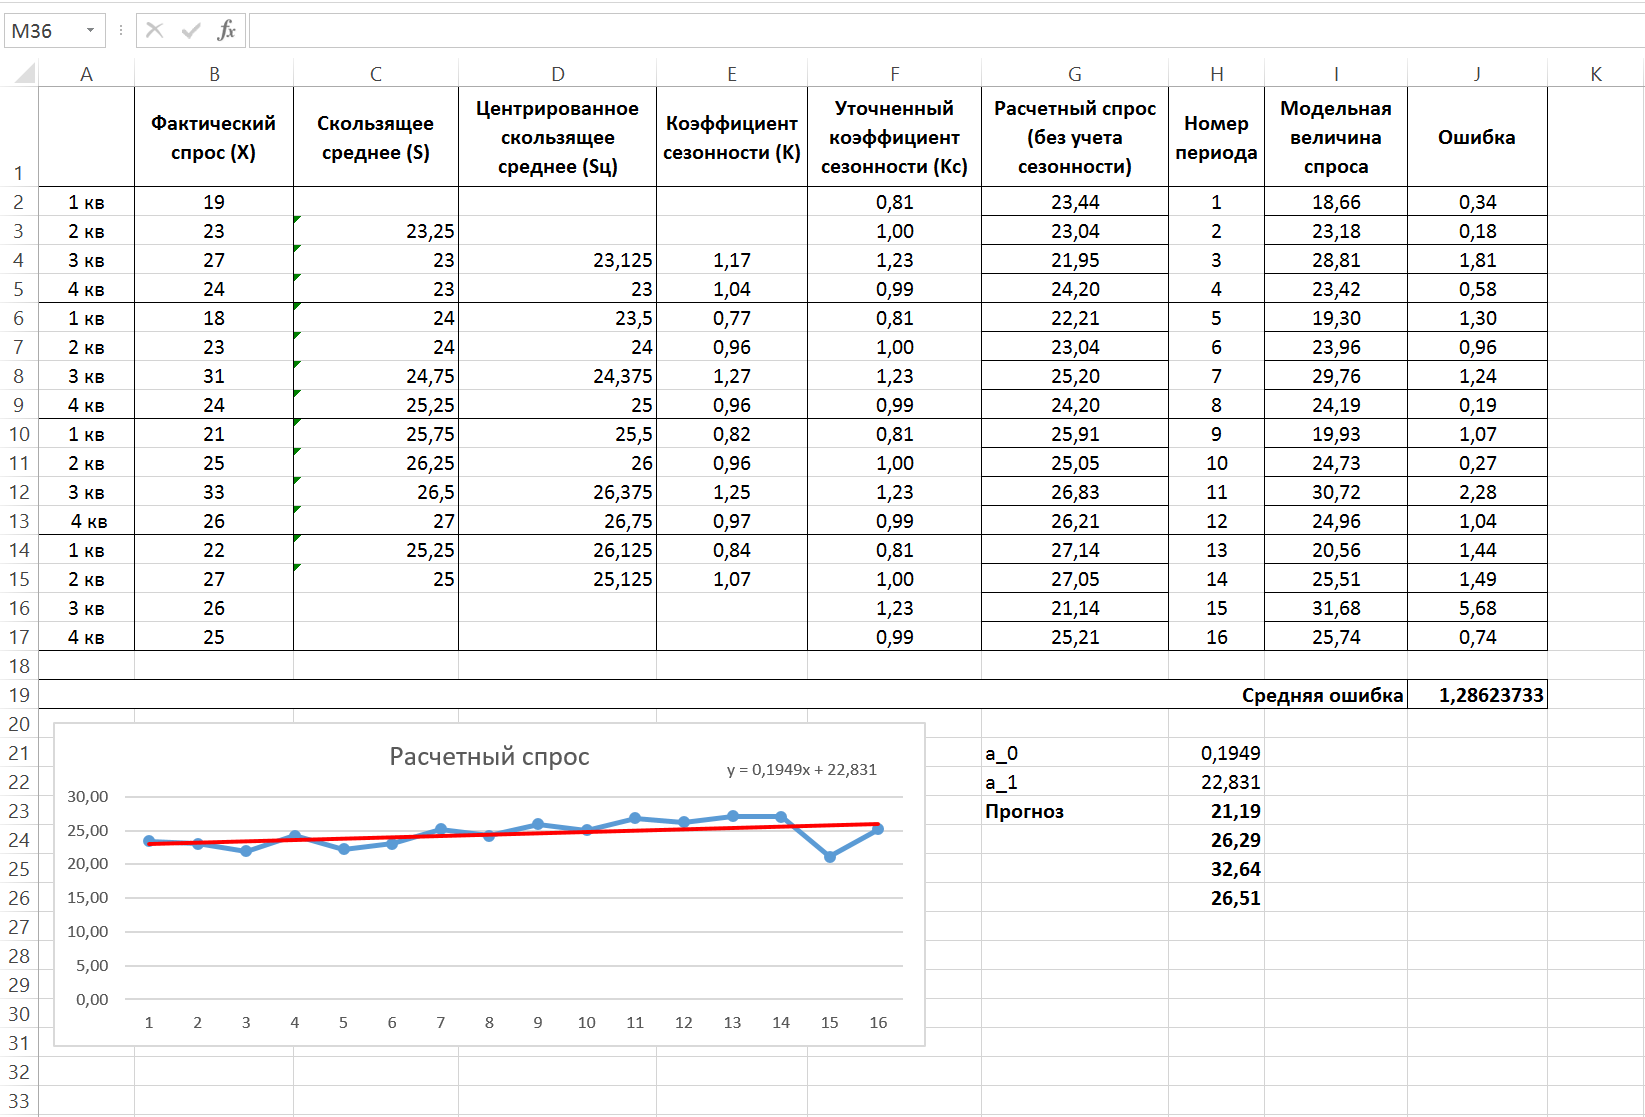 M36 fx
A B C D E F G H I J K
Фактический спрос (X) Скользящее среднее (S) Центрированное скользящее среднее (Sц) Коэффициент сезонности (K) Уточненный коэффициент сезонности (Kc) Расчетный спрос (без учета сезонности) Номер периода Модельная величина спроса Ошибка
1
2 1 кв 19 0,81 23,44 1 18,66 0,34
3 2 кв 23 23,25 1,00 23,04 2 23,18 0,18
4 3 кв 27 23 23,125 1,17 1,23 21,95 3 28,81 1,81
5 4 кв 24 23 23 1,04 0,99 24,20 4 23,42 0,58
6 1 кв 18 24 23,5 0,77 0,81 22,21 5 19,30 1,30
7 2 кв 23 24 24 0,96 1,00 23,04 6 23,96 0,96
8 3 кв 31 24,75 24,375 1,27 1,23 25,20 7 29,76 1,24
9 4 кв 24 25,25 25 0,96 0,99 24,20 8 24,19 0,19
10 1 кв 21 25,75 25,5 0,82 0,81 25,91 9 19,93 1,07
11 2 кв 25 26,25 26 0,96 1,00 25,05 10 24,73 0,27
12 3 кв 33 26,5 26,375 1,25 1,23 26,83 11 30,72 2,28
13 4 кв 26 27 26,75 0,97 0,99 26,21 12 24,96 1,04
14 1 кв 22 25,25 26,125 0,84 0,81 27,14 13 20,56 1,44
15 2 кв 27 25 25,125 1,07 1,00 27,05 14 25,51 1,49
16 3 кв 26 1,23 21,14 15 31,68 5,68
17 4 кв 25 0,99 25,21 16 25,74 0,74
18
19 Средняя ошибка 1,28623733
20
21 a_0 0,1949
22 a_1 22,831
23 Прогноз 21,19
24 26,29
25 32,64
26 26,51
27
28
29
30
31
32
33
Расчетный спрос
y = 0,1949x + 22,831
30,00
25,00
20,00
15,00
10,00
5,00
0,00
1 2 3 4 5 6 7 8 9 10 11 12 13 14 15 16